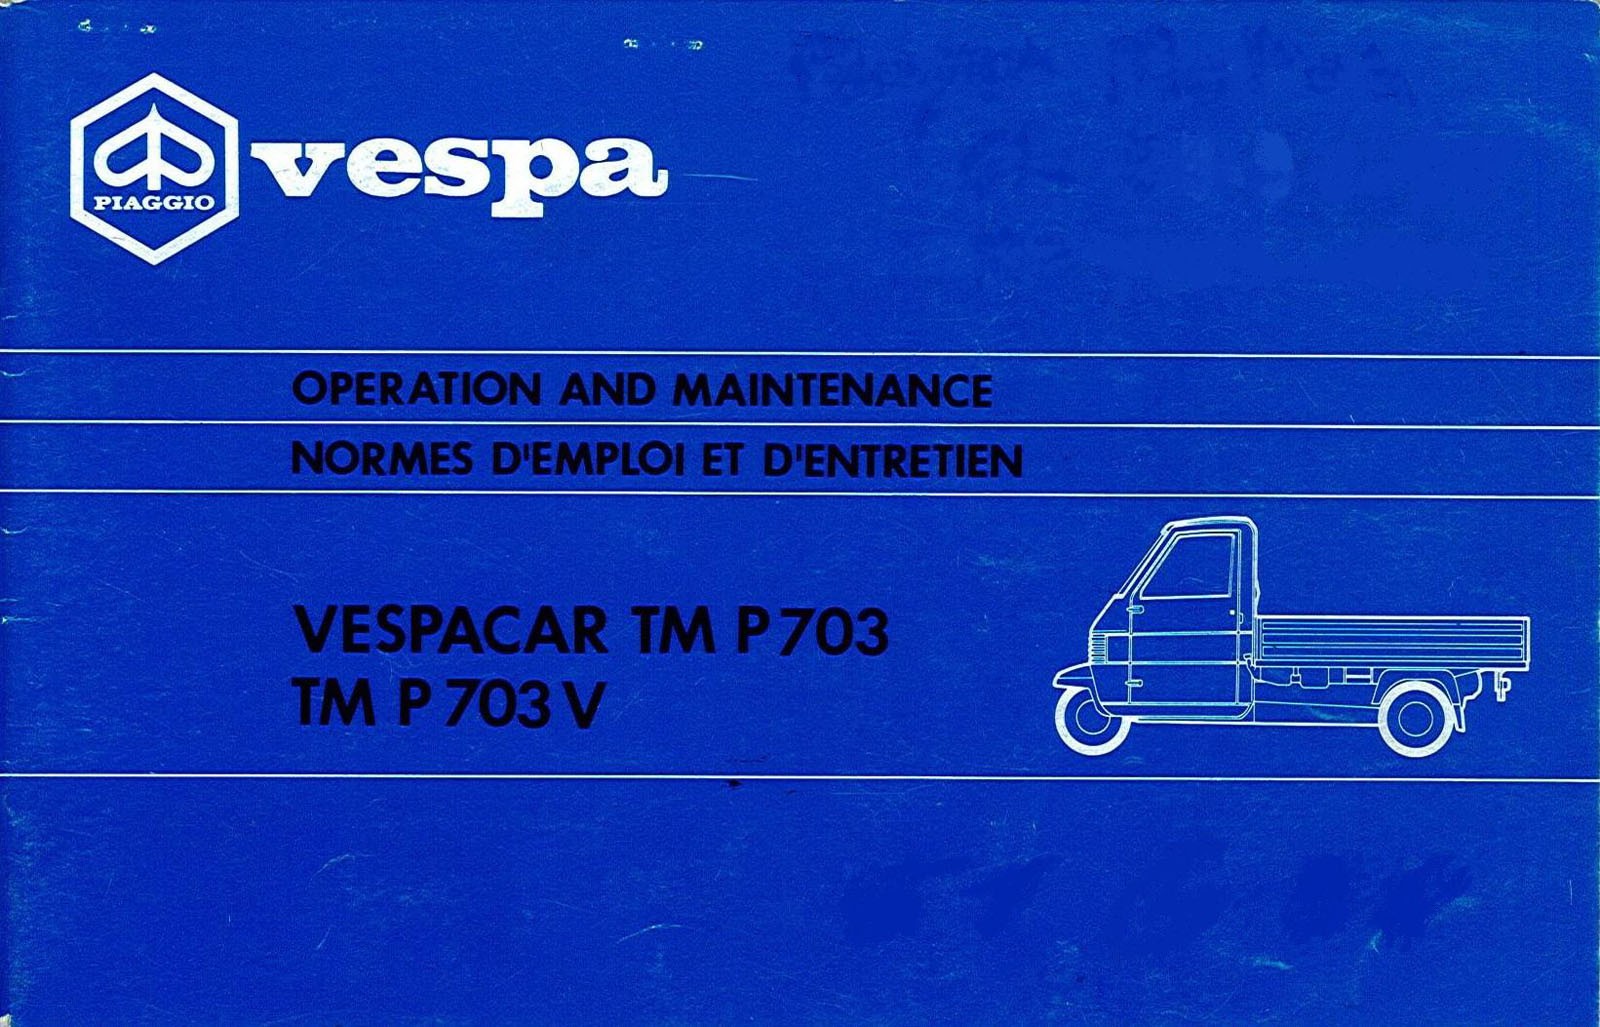 PIAGGIO
vespa
OPERATION AND MAINTENANCE
NORMES D'EMPLOI ET D'ENTRETIEN
VESPACAR TM P703
TM P703V